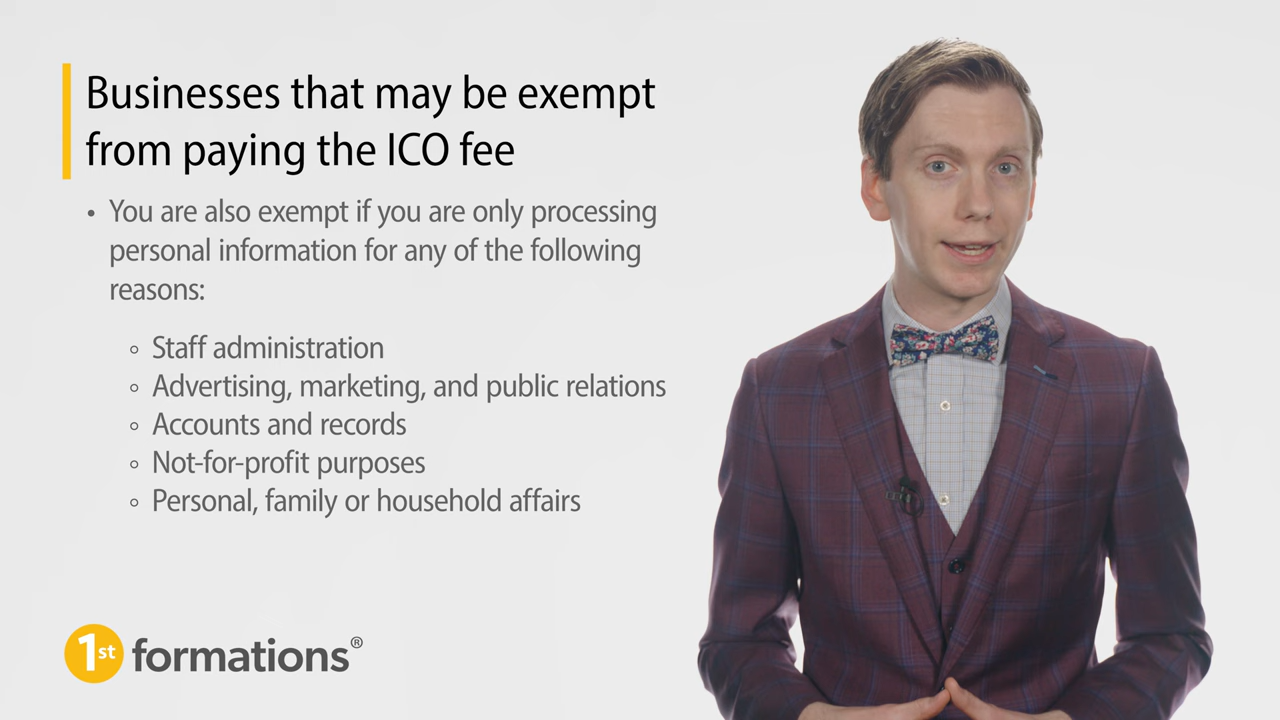 Businesses that may be exempt
from paying the ICO fee
• You are also exempt if you are only processing
personal information for any of the following
reasons:
◦ Staff administration
◦ Advertising, marketing, and public relations
◦ Accounts and records
◦ Not-for-profit purposes
◦ Personal, family or household affairs
1st formations®